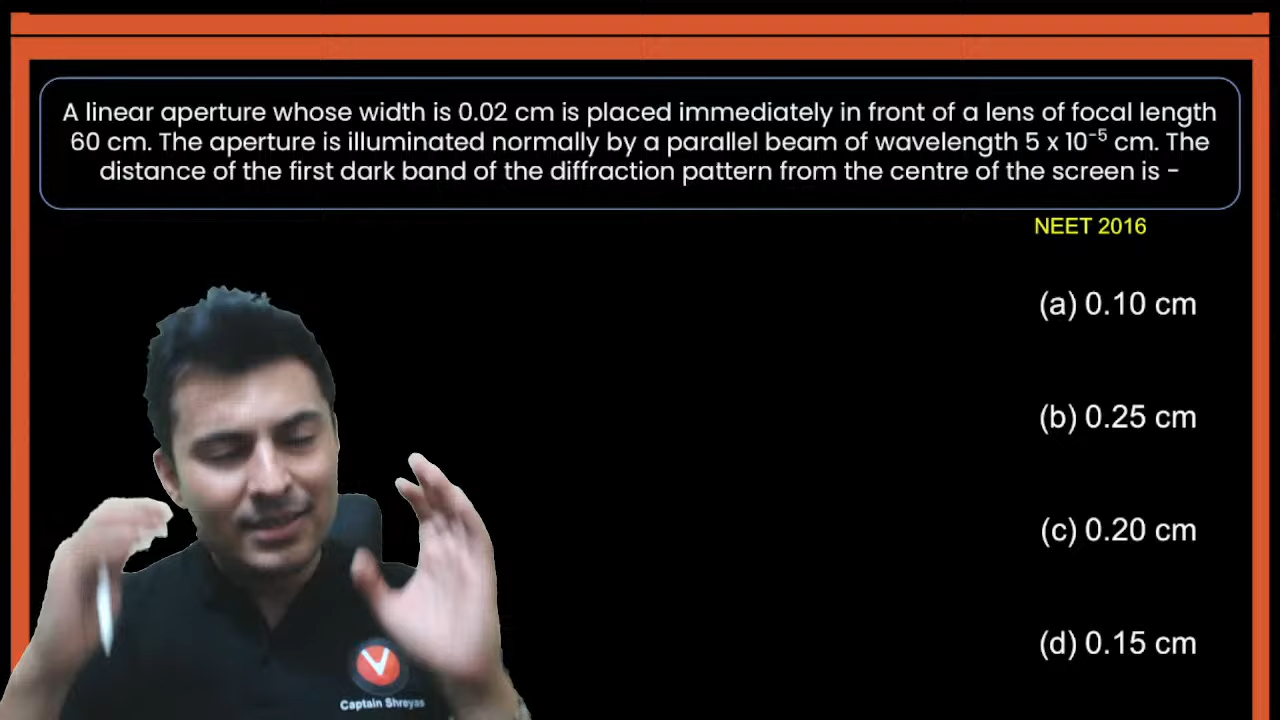 A linear aperture whose width is 0.02 cm is placed immediately in front of a lens of focal length
60 cm. The aperture is illuminated normally by a parallel beam of wavelength 5 x 10⁻⁵ cm. The
distance of the first dark band of the diffraction pattern from the centre of the screen is -
NEET 2016
(a) 0.10 cm
(b) 0.25 cm
(c) 0.20 cm
(d) 0.15 cm
V
Captain Shreyas